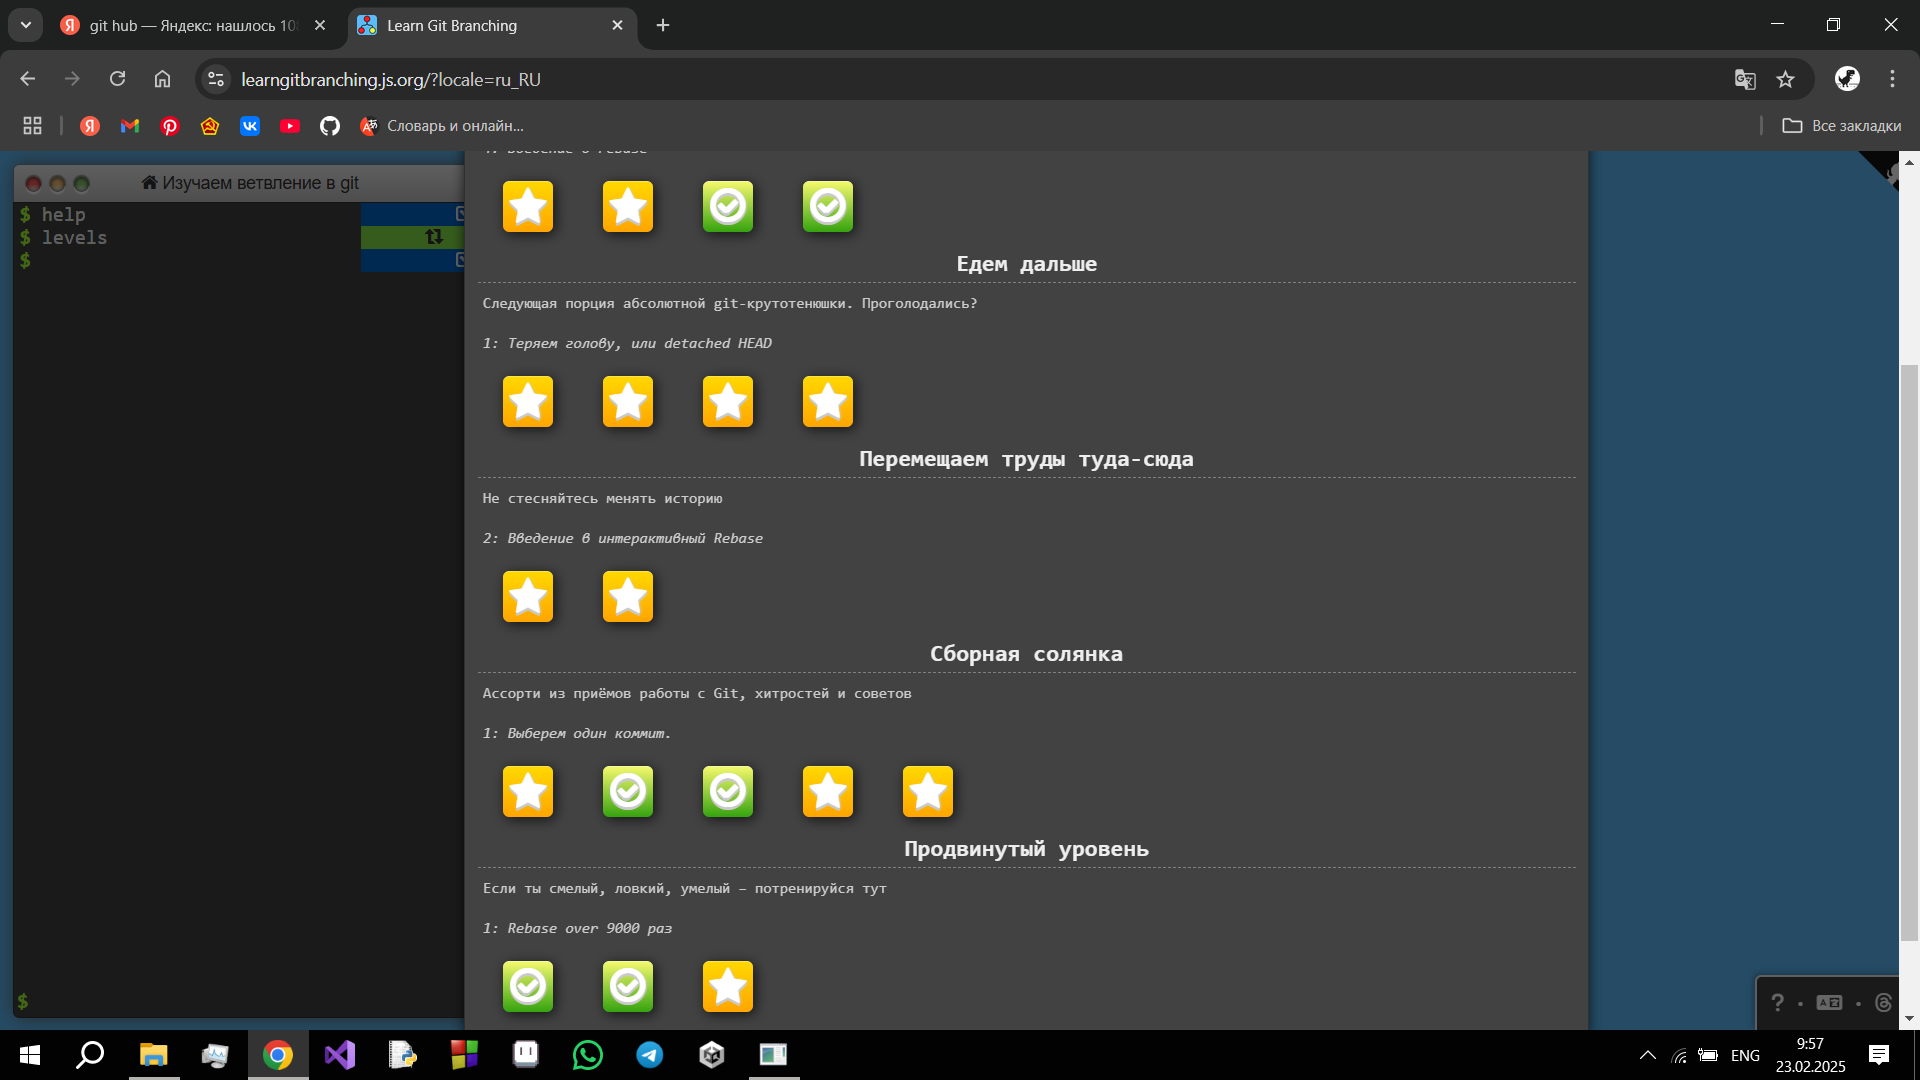 git hub — Яндекс: нашлось 10
Learn Git Branching
learngitbranching.js.org/?locale=ru_RU
Словарь и онлайн...
Все закладки
Изучаем ветвление в git
$ help
$ levels
$
$
Едем дальше
Следующая порция абсолютной git-крутотенюшки. Проголодались?
1: Теряем голову, или detached HEAD
Перемещаем труды туда-сюда
Не стесняйтесь менять историю
2: Введение в интерактивный Rebase
Сборная солянка
Ассорти из приёмов работы с Git, хитростей и советов
1: Выберем один коммит.
Продвинутый уровень
Если ты смелый, ловкий, умелый – потренируйся тут
1: Rebase over 9000 раз
ENG
9:57
23.02.2025